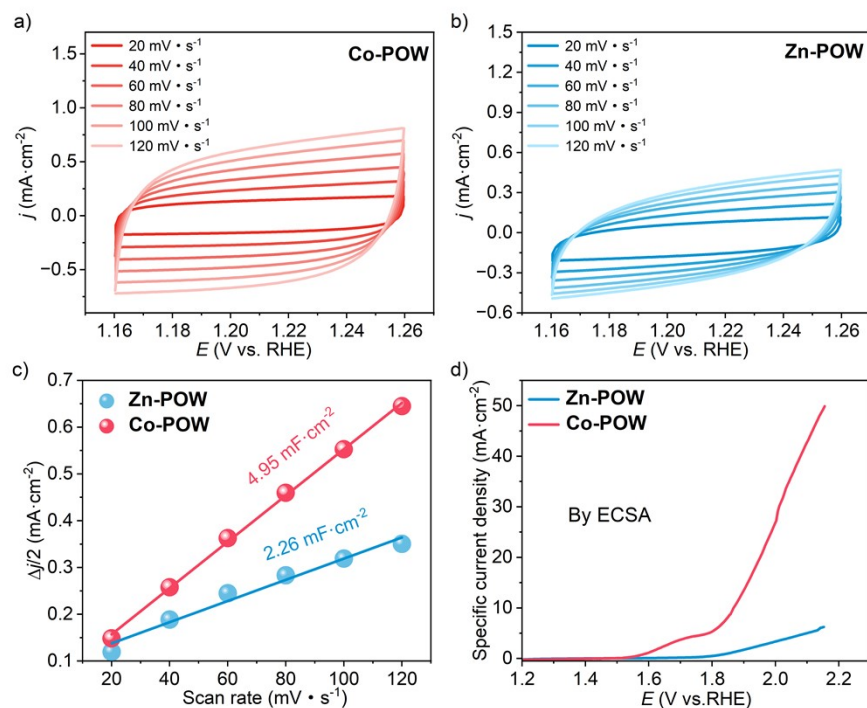 a)
Co-POW
20 mV・s⁻¹
40 mV・s⁻¹
60 mV・s⁻¹
80 mV・s⁻¹
100 mV・s⁻¹
120 mV・s⁻¹
1.5
1.0
0.5
0.0
−0.5
j (mA·cm⁻²)
1.16 1.18 1.20 1.22 1.24 1.26
E (V vs. RHE)
b)
Zn-POW
20 mV・s⁻¹
40 mV・s⁻¹
60 mV・s⁻¹
80 mV・s⁻¹
100 mV・s⁻¹
120 mV・s⁻¹
1.5
1.2
0.9
0.6
0.3
0.0
−0.3
−0.6
j (mA·cm⁻²)
1.16 1.18 1.20 1.22 1.24 1.26
E (V vs. RHE)
c)
Zn-POW
Co-POW
4.95 mF·cm⁻²
2.26 mF·cm⁻²
0.7
0.6
0.5
0.4
0.3
0.2
0.1
Δj/2 (mA·cm⁻²)
20 40 60 80 100 120
Scan rate (mV・s⁻¹)
d)
Zn-POW
Co-POW
By ECSA
50
40
30
20
10
0
Specific current density (mA·cm⁻²)
1.2 1.4 1.6 1.8 2.0 2.2
E (V vs.RHE)